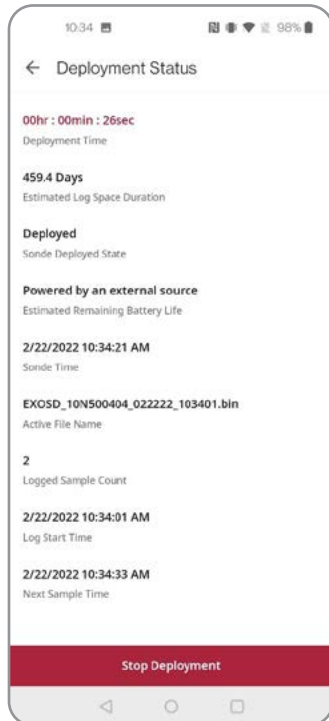 10:34
98%
Deployment Status
00hr : 00min : 26sec
Deployment Time
459.4 Days
Estimated Log Space Duration
Deployed
Sonde Deployed State
Powered by an external source
Estimated Remaining Battery Life
2/22/2022 10:34:21 AM
Sonde Time
EXOSD_10N500404_022222_103401.bin
Active File Name
2
Logged Sample Count
2/22/2022 10:34:01 AM
Log Start Time
2/22/2022 10:34:33 AM
Next Sample Time
Stop Deployment